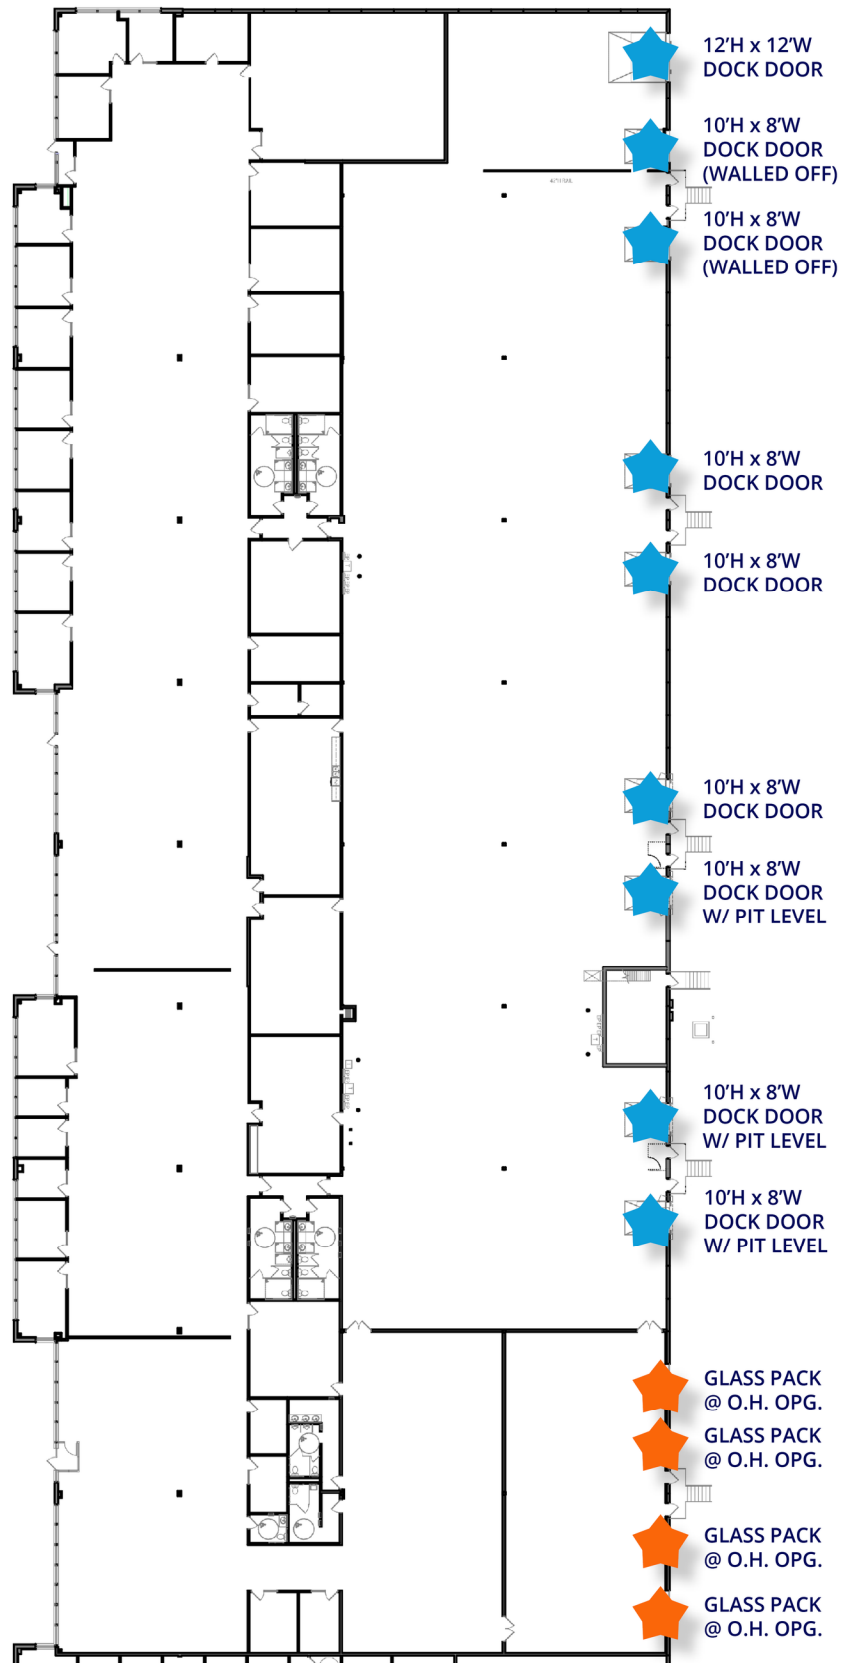 12’H x 12’W
DOCK DOOR
10’H x 8’W
DOCK DOOR
(WALLED OFF)
10’H x 8’W
DOCK DOOR
(WALLED OFF)
10’H x 8’W
DOCK DOOR
10’H x 8’W
DOCK DOOR
10’H x 8’W
DOCK DOOR
10’H x 8’W
DOCK DOOR
W/ PIT LEVEL
10’H x 8’W
DOCK DOOR
W/ PIT LEVEL
10’H x 8’W
DOCK DOOR
W/ PIT LEVEL
GLASS PACK
@ O.H. OPG.
GLASS PACK
@ O.H. OPG.
GLASS PACK
@ O.H. OPG.
GLASS PACK
@ O.H. OPG.